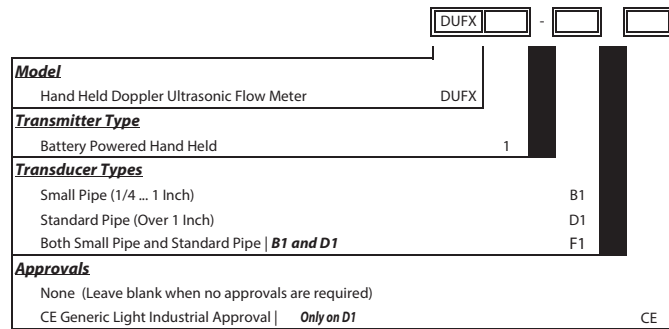 DUFX -
Model
Hand Held Doppler Ultrasonic Flow Meter DUFX
Transmitter Type
Battery Powered Hand Held 1
Transducer Types
Small Pipe (1/4 ... 1 Inch) B1
Standard Pipe (Over 1 Inch) D1
Both Small Pipe and Standard Pipe | B1 and D1 F1
Approvals
None (Leave blank when no approvals are required)
CE Generic Light Industrial Approval | Only on D1 CE